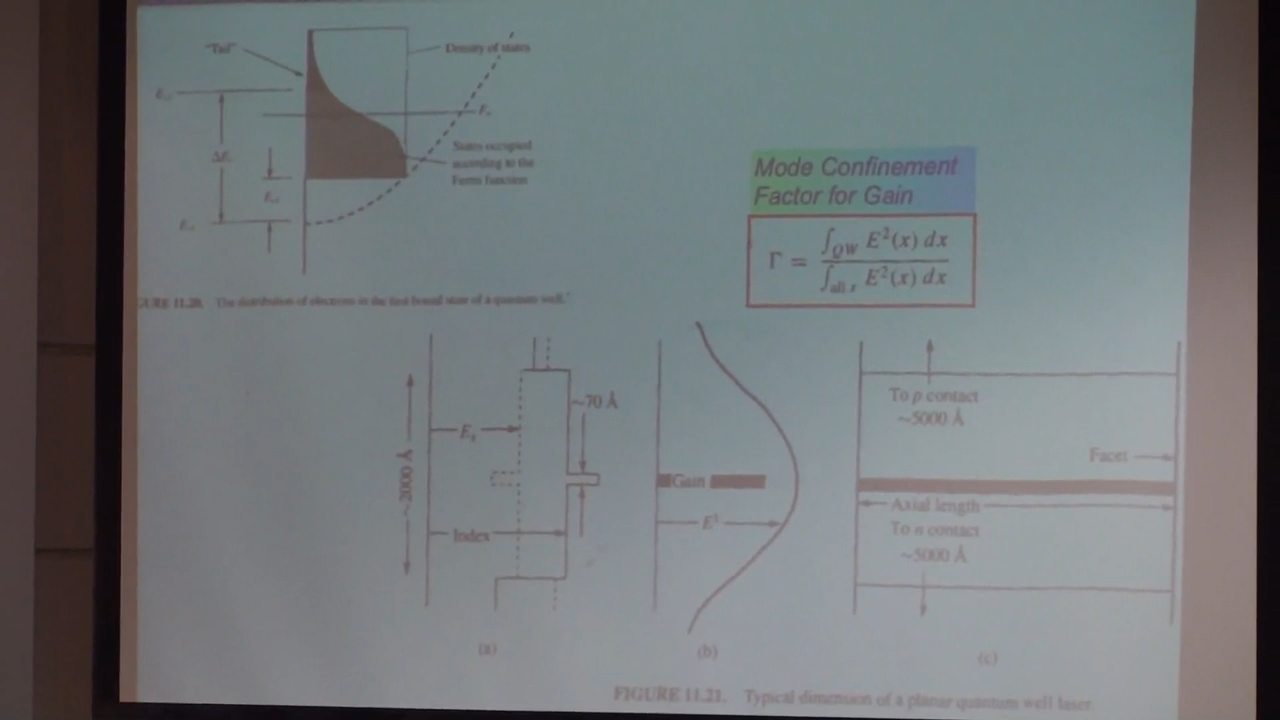 "Tail"
Density of states
States occupied
according to the
Fermi function
FIGURE 11.20. The distribution of electrons in the first bound state of a quantum well.
Mode Confinement
Factor for Gain
Γ = ∫QW E²(x) dx / ∫all x E²(x) dx
~2000 Å
Eg
~70 Å
Index
(a)
Gain
E²
(b)
To p contact
~5000 Å
Facet
Axial length
To n contact
~5000 Å
(c)
FIGURE 11.21. Typical dimension of a planar quantum well laser.